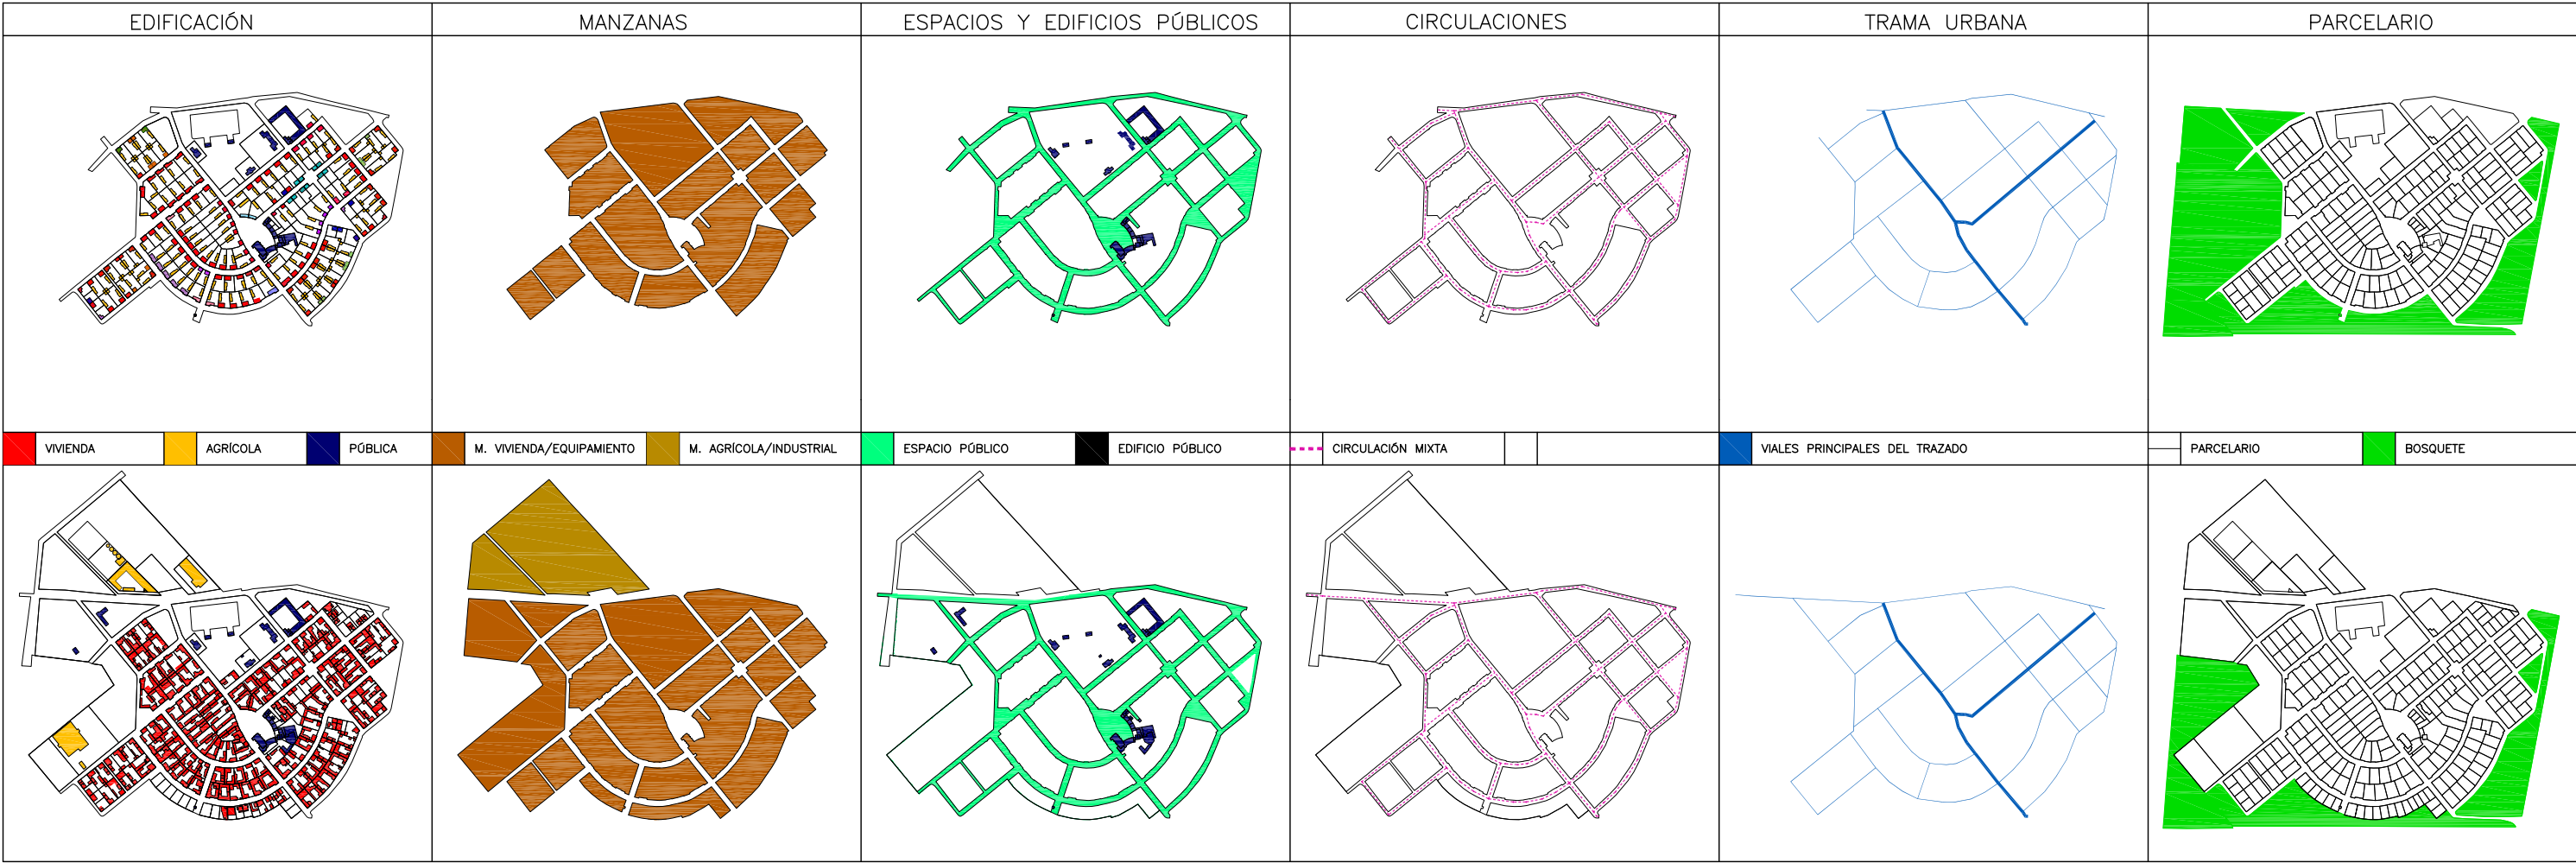 EDIFICACIÓN
MANZANAS
ESPACIOS Y EDIFICIOS PÚBLICOS
CIRCULACIONES
TRAMA URBANA
PARCELARIO
VIVIENDA
AGRÍCOLA
PÚBLICA
M. VIVIENDA/EQUIPAMIENTO
M. AGRÍCOLA/INDUSTRIAL
ESPACIO PÚBLICO
EDIFICIO PÚBLICO
CIRCULACIÓN MIXTA
VIALES PRINCIPALES DEL TRAZADO
PARCELARIO
BOSQUETE